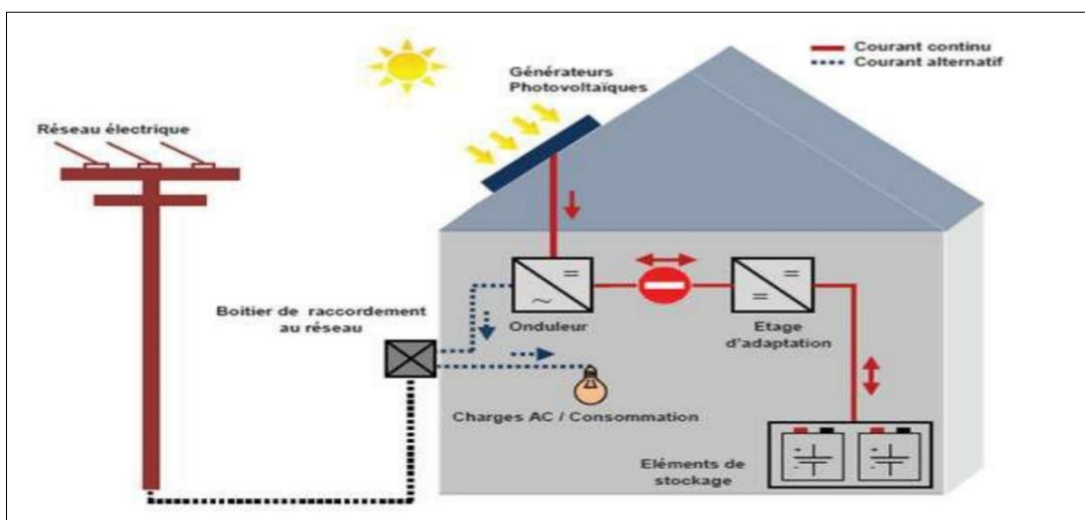 Courant continu
Courant alternatif
Générateurs
Photovoltaïques
Réseau électrique
Boitier de raccordement
au réseau
Onduleur
Etage
d'adaptation
Charges AC / Consommation
Eléments de
stockage